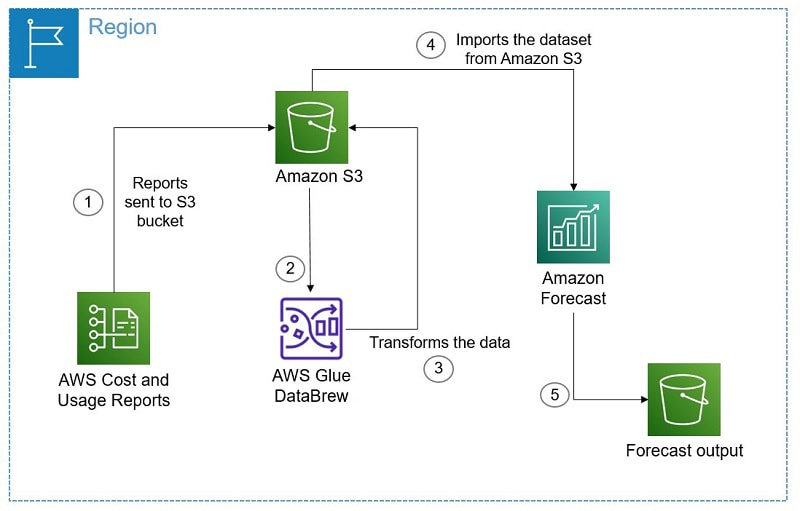 Region
4
Imports the dataset
from Amazon S3
Amazon S3
1
Reports
sent to S3
bucket
2
Amazon
Forecast
Transforms the data
3
AWS Cost and
Usage Reports
AWS Glue
DataBrew
5
Forecast output